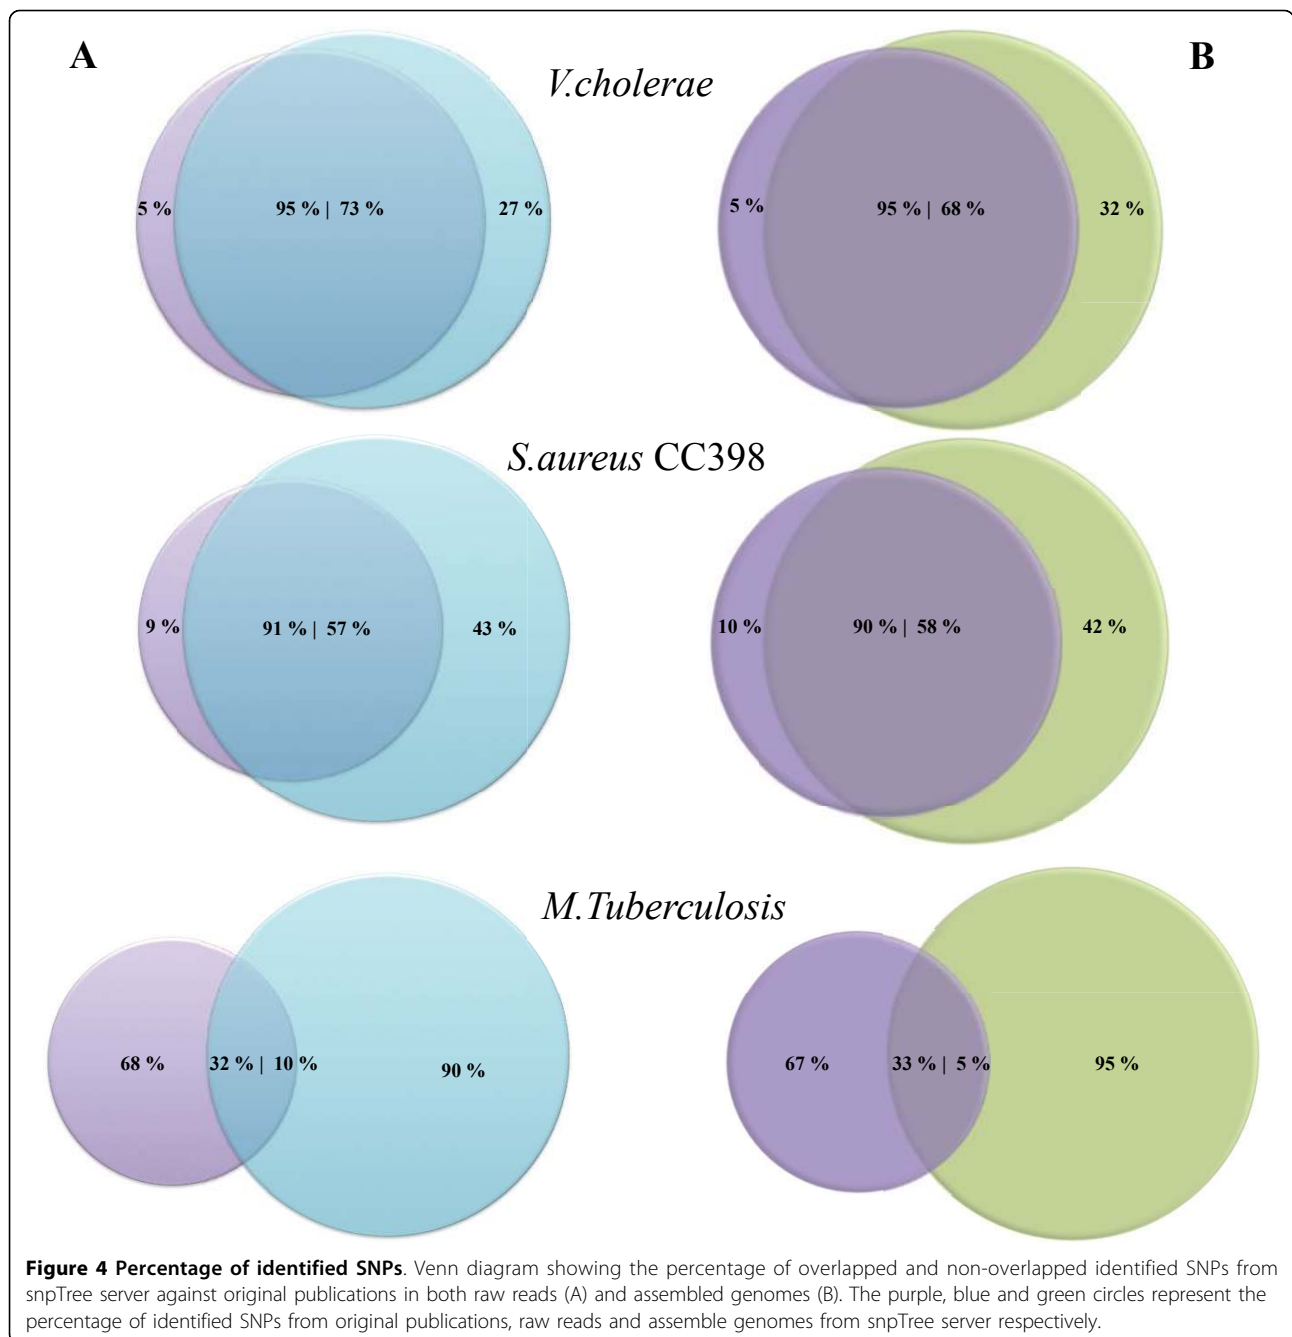 A
B
V.cholerae
5 %
95 % | 73 %
27 %
5 %
95 % | 68 %
32 %
S.aureus CC398
9 %
91 % | 57 %
43 %
10 %
90 % | 58 %
42 %
M.Tuberculosis
68 %
32 % | 10 %
90 %
67 %
33 % | 5 %
95 %
Figure 4 Percentage of identified SNPs. Venn diagram showing the percentage of overlapped and non-overlapped identified SNPs from
snpTree server against original publications in both raw reads (A) and assembled genomes (B). The purple, blue and green circles represent the
percentage of identified SNPs from original publications, raw reads and assemble genomes from snpTree server respectively.